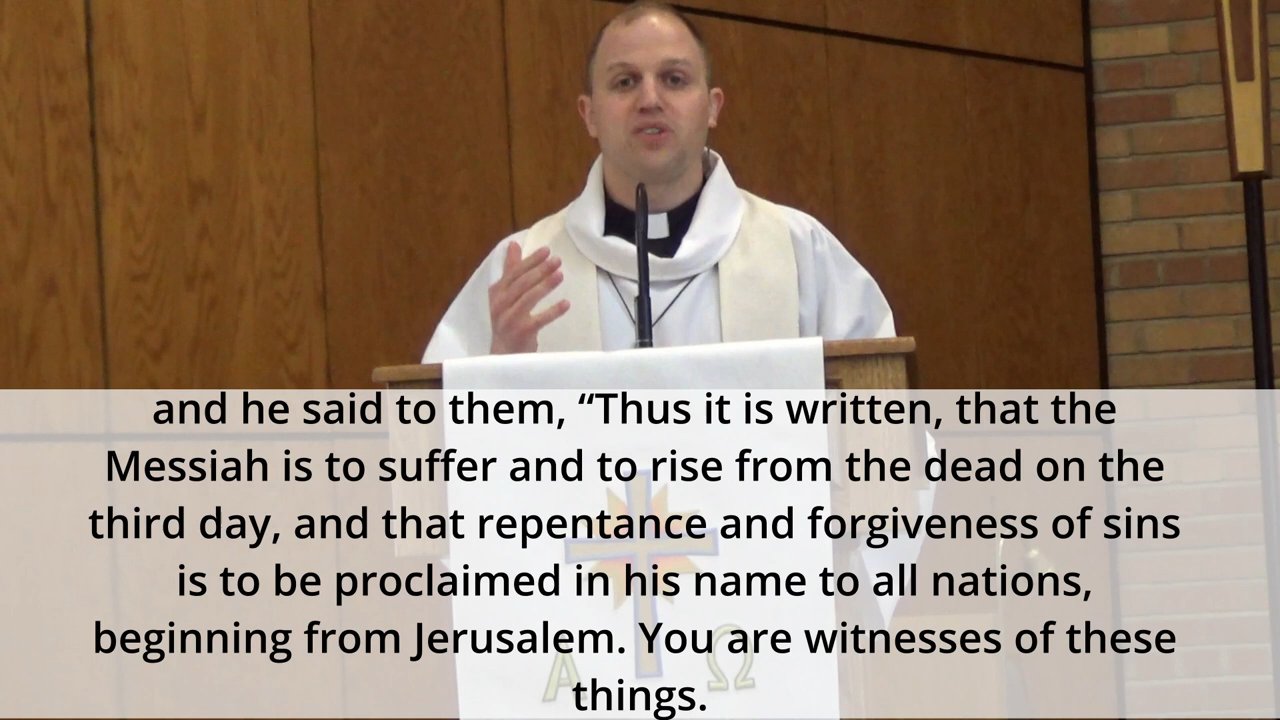 and he said to them, “Thus it is written, that the
Messiah is to suffer and to rise from the dead on the
third day, and that repentance and forgiveness of sins
is to be proclaimed in his name to all nations,
beginning from Jerusalem. You are witnesses of these
things.
Α Ω